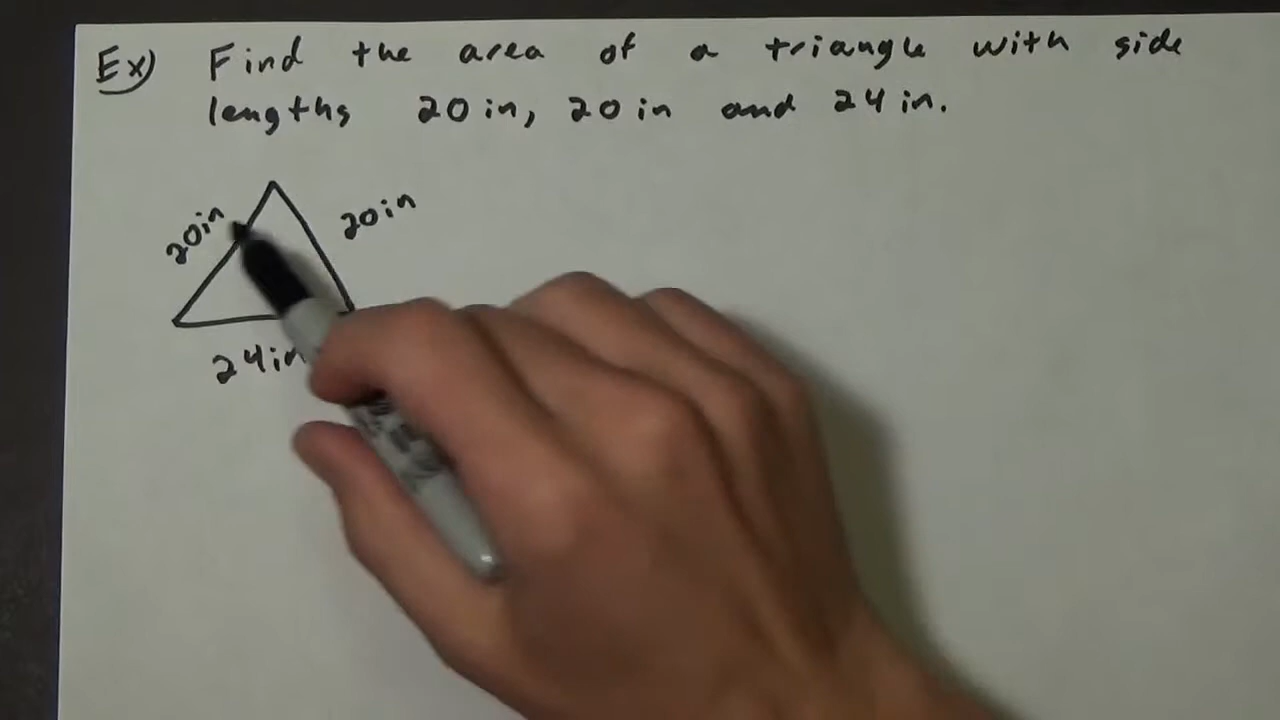 Ex) Find the area of a triangle with side
lengths 20 in, 20 in and 24 in.
20in
20in
24in